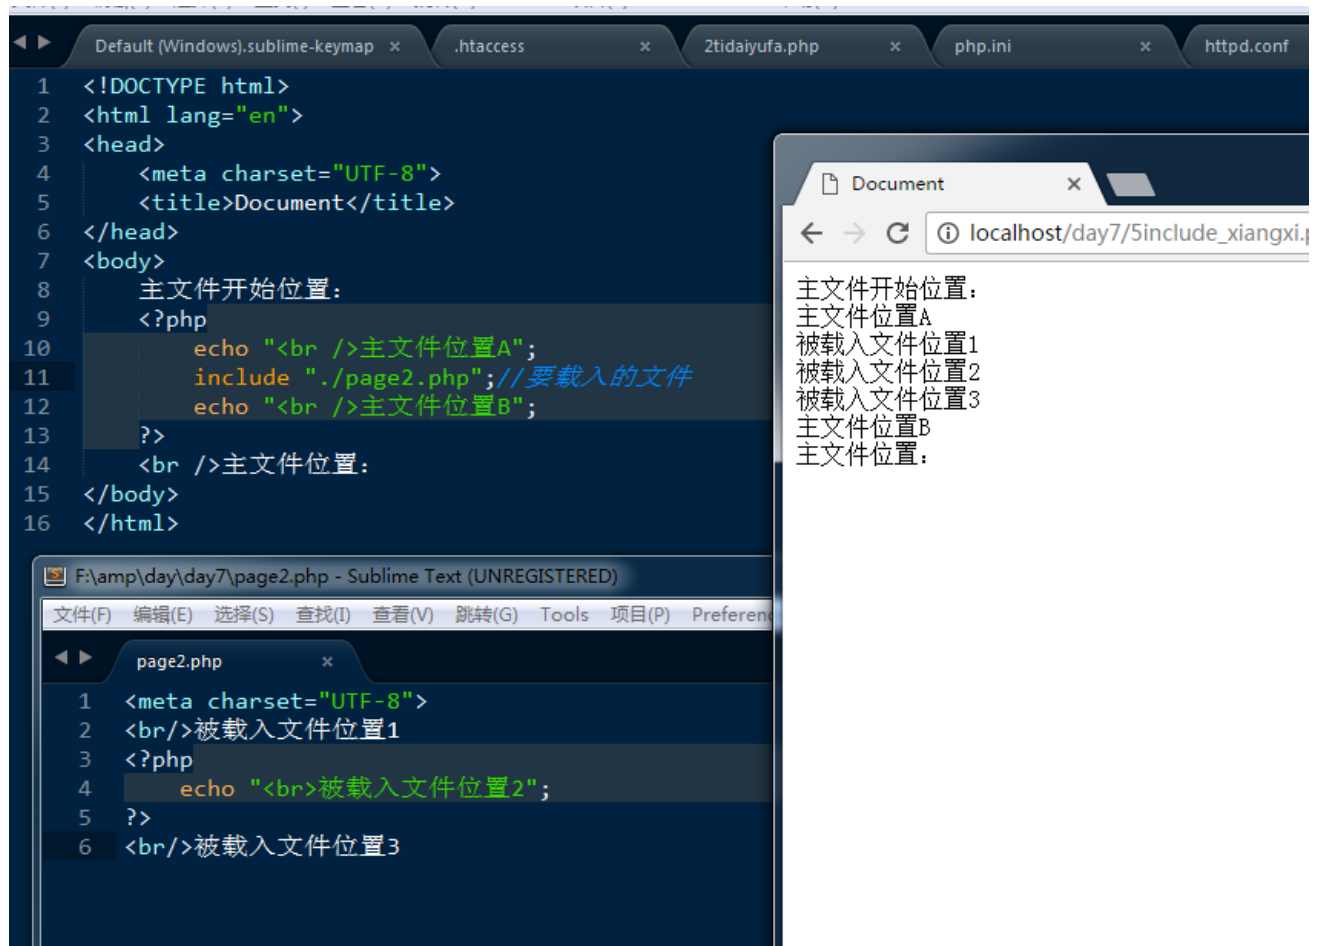 Default (Windows).sublime-keymap × .htaccess × 2tidaiyufa.php × php.ini × httpd.conf
1 <!DOCTYPE html>
2 <html lang="en">
3 <head>
4 <meta charset="UTF-8">
5 <title>Document</title>
6 </head>
7 <body>
8 主文件开始位置：
9 <?php
10 echo "<br />主文件位置A";
11 include "./page2.php";//要载入的文件
12 echo "<br />主文件位置B";
13 ?>
14 <br />主文件位置：
15 </body>
16 </html>
Document ×
localhost/day7/5include_xiangxi.p
主文件开始位置：
主文件位置A
被载入文件位置1
被载入文件位置2
被载入文件位置3
主文件位置B
主文件位置：
F:\amp\day\day7\page2.php - Sublime Text (UNREGISTERED)
文件(F) 编辑(E) 选择(S) 查找(I) 查看(V) 跳转(G) Tools 项目(P) Preferen
page2.php ×
1 <meta charset="UTF-8">
2 <br/>被载入文件位置1
3 <?php
4 echo "<br>被载入文件位置2";
5 ?>
6 <br/>被载入文件位置3